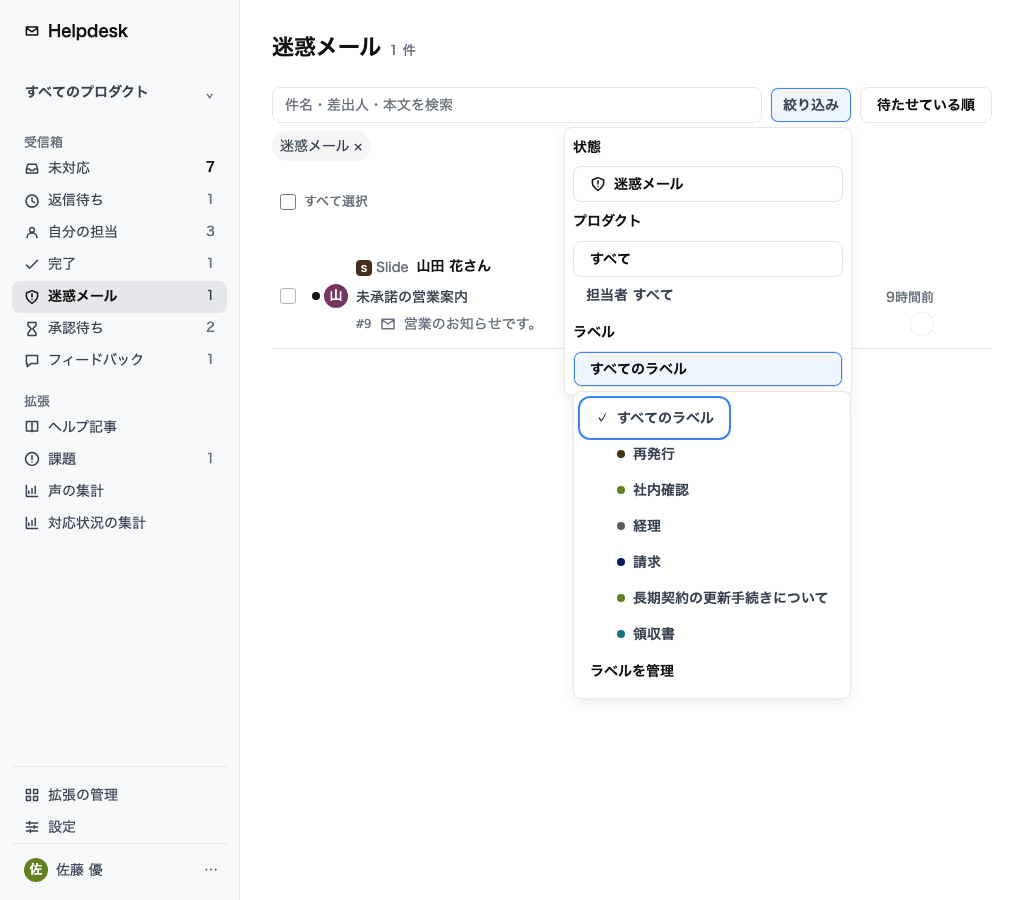 Helpdesk
すべてのプロダクト
受信箱
未対応 7
返信待ち 1
自分の担当 3
完了 1
迷惑メール 1
承認待ち 2
フィードバック 1
拡張
ヘルプ記事
課題 1
声の集計
対応状況の集計
拡張の管理
設定
佐 佐藤 優 …
迷惑メール 1 件
件名・差出人・本文を検索
絞り込み
待たせている順
迷惑メール ×
すべて選択
S Slide 山田 花さん
山 未承諾の営業案内
#9 営業のお知らせです。
9時間前
状態
迷惑メール
プロダクト
すべて
担当者 すべて
ラベル
すべてのラベル
✓ すべてのラベル
再発行
社内確認
経理
請求
長期契約の更新手続きについて
領収書
ラベルを管理